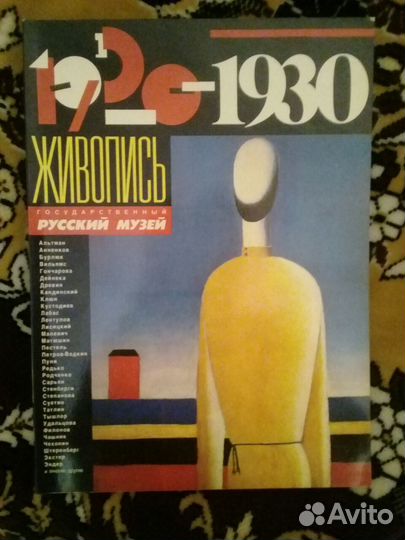 1920-1930
ЖИВОПИСЬ
ГОСУДАРСТВЕННЫЙ
РУССКИЙ МУЗЕЙ
Альтман
Анненков
Бурлюк
Вильямс
Гончарова
Дейнека
Древин
Кандинский
Клюн
Кустодиев
Лабас
Лентулов
Лисицкий
Малевич
Матюшин
Пестель
Петров-Водкин
Пуни
Редько
Родченко
Сарьян
Стенберги
Степанова
Суетин
Татлин
Тышлер
Удальцова
Филонов
Чашник
Чехонин
Штеренберг
Экстер
Эндер
и многие другие
Avito